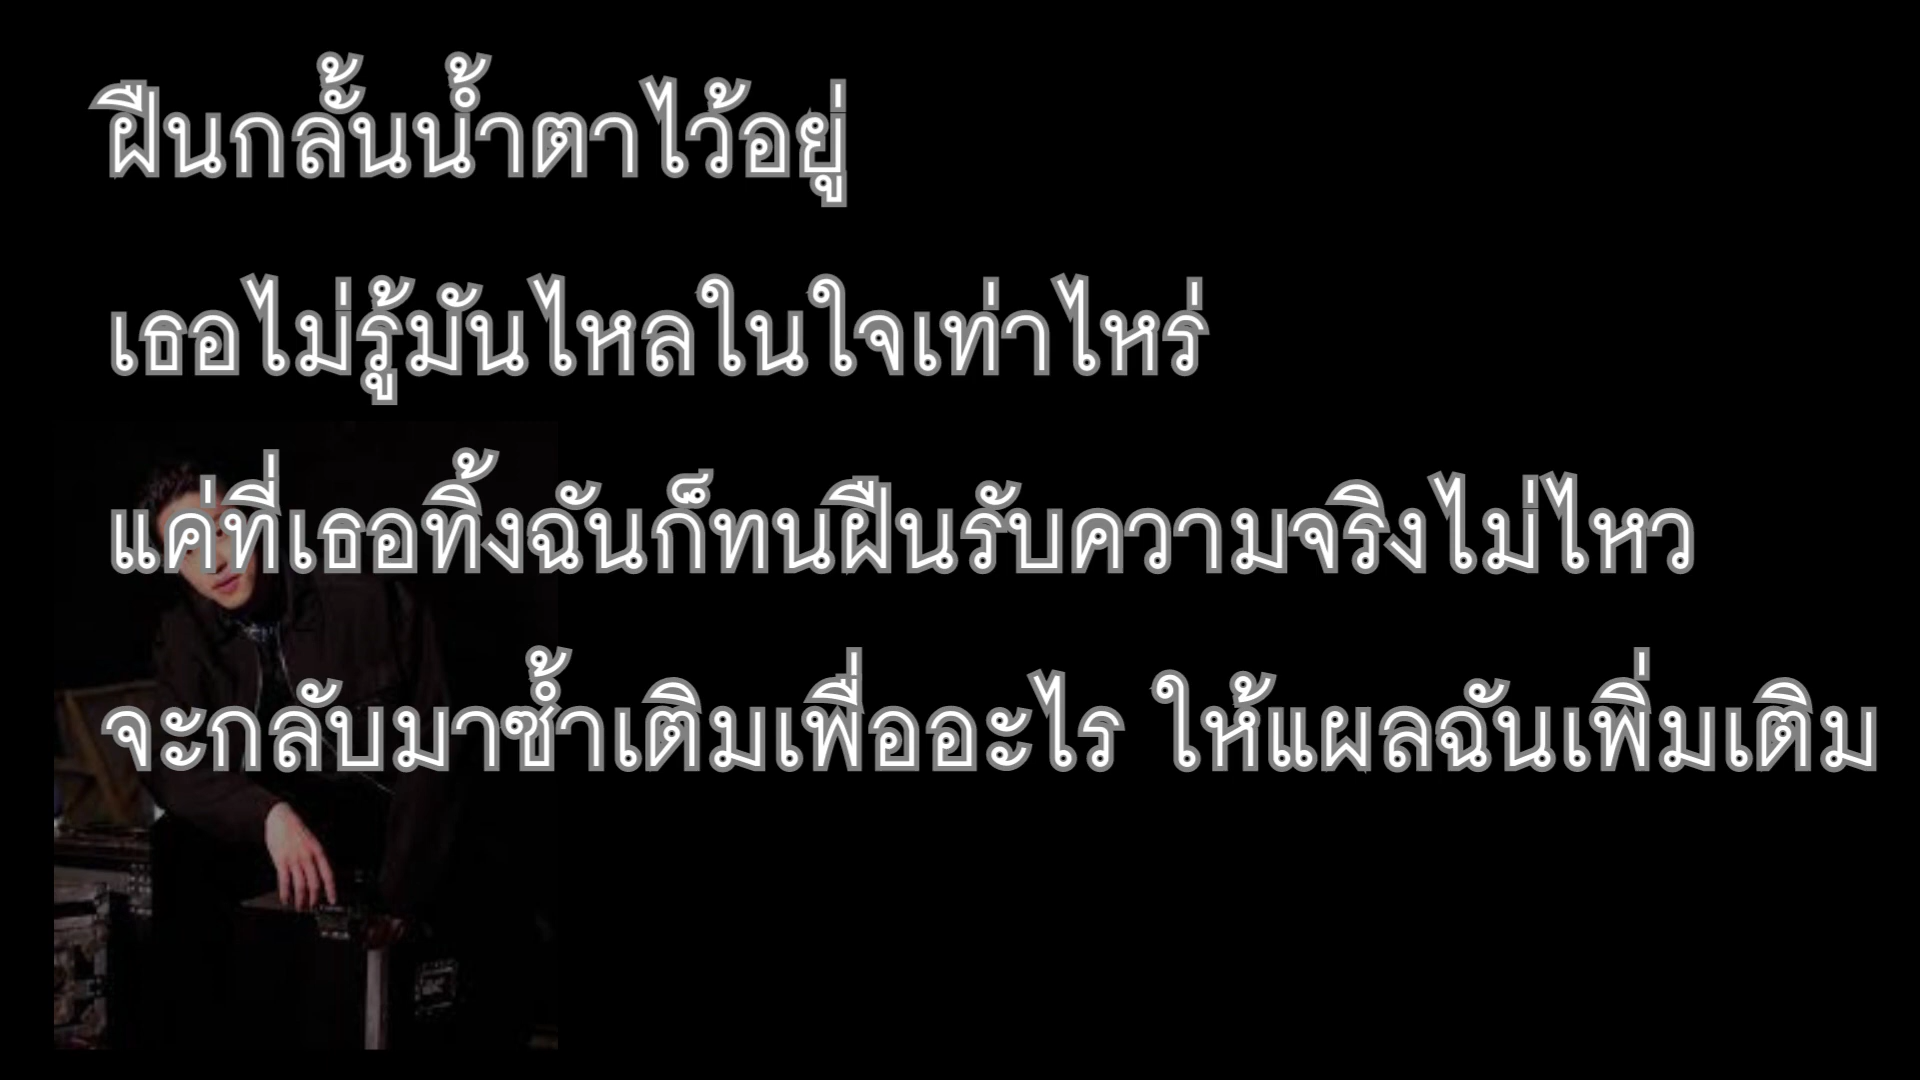 ฝืนกลั้นน้ำตาไว้อยู่
เธอไม่รู้มันไหลในใจเท่าไหร่
แค่ที่เธอทิ้งฉันก็ทนฝืนรับความจริงไม่ไหว
จะกลับมาซ้ำเติมเพื่ออะไร ให้แผลฉันเพิ่มเติม